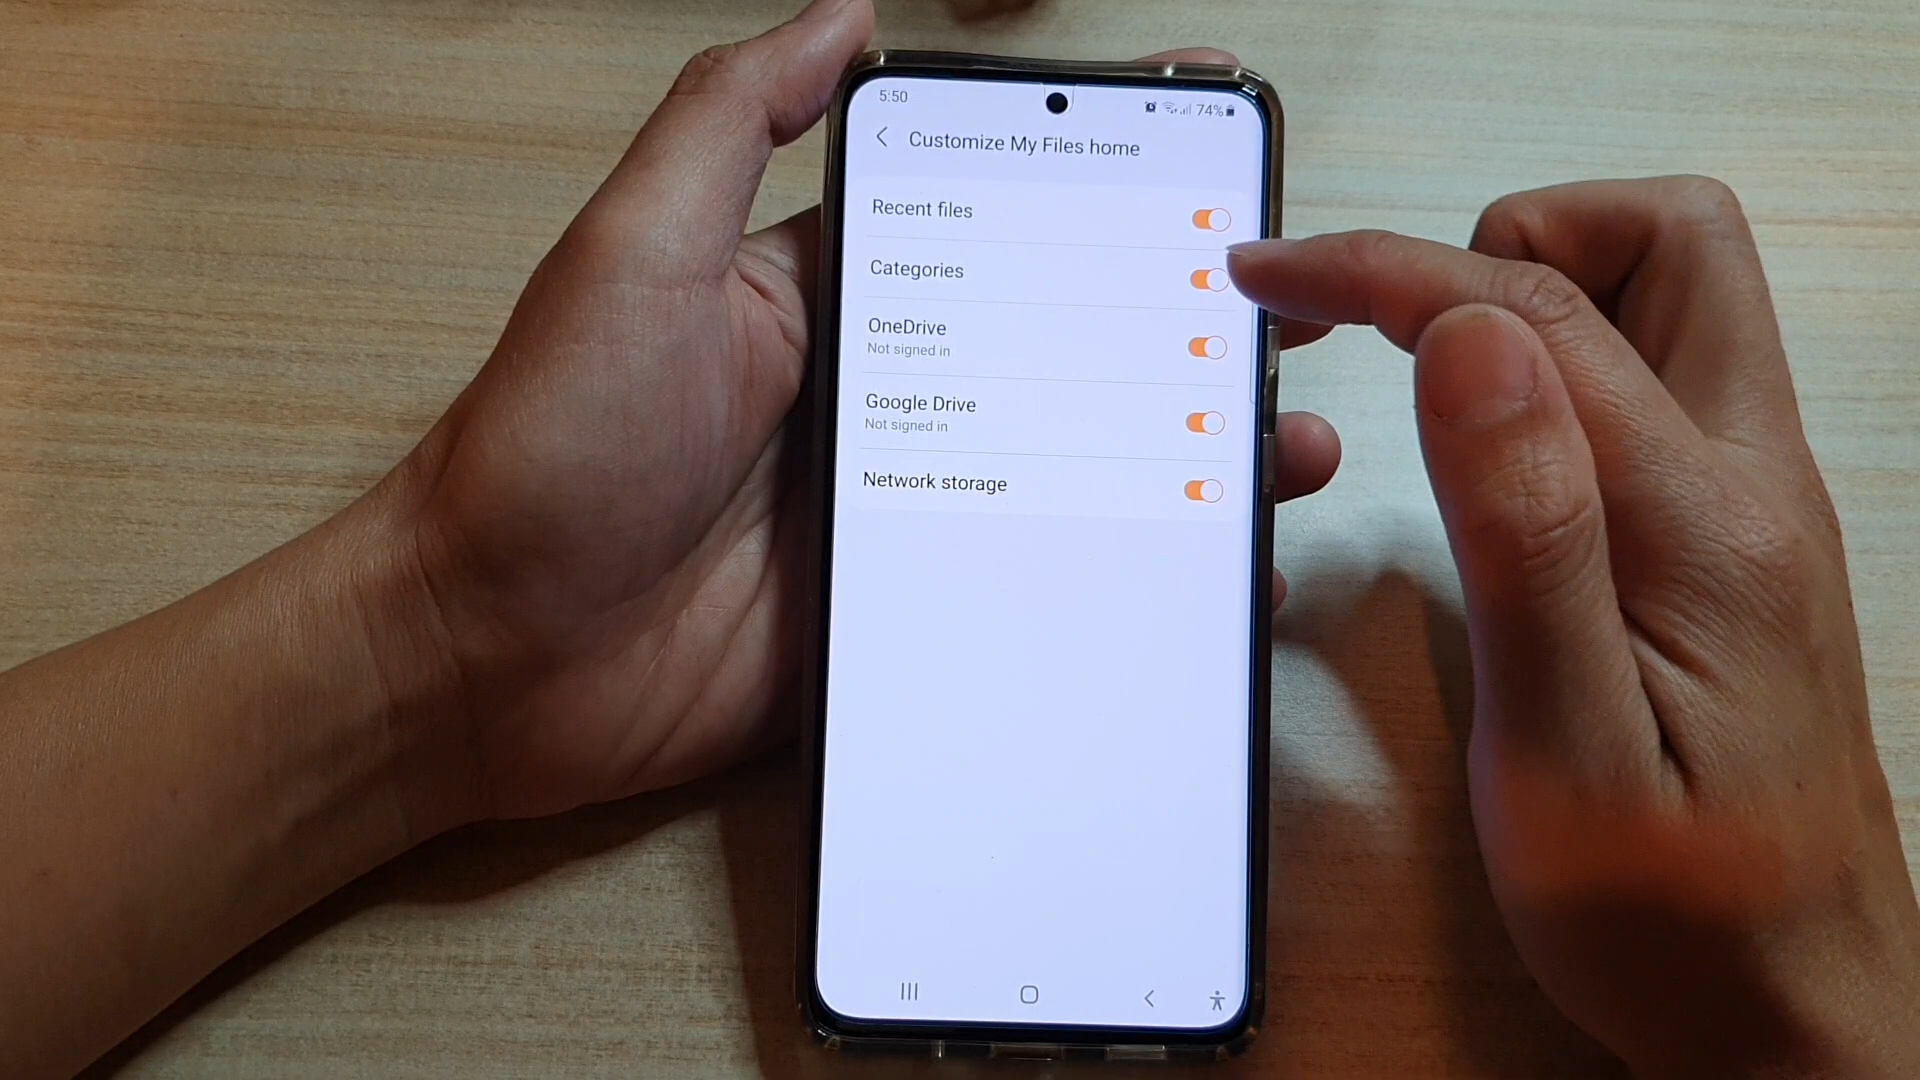 5:50
74%
Customize My Files home
Recent files
Categories
OneDrive
Not signed in
Google Drive
Not signed in
Network storage